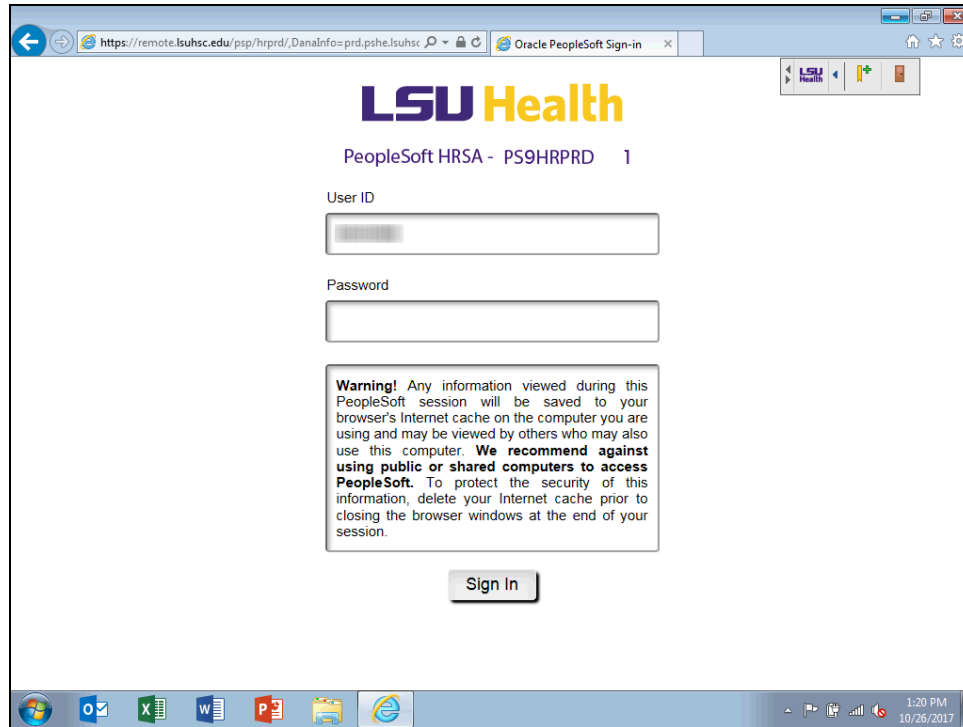 https://remote.lsuhsc.edu/psp/hrprd/,DanaInfo=prd.pshe.lsuhsc
Oracle PeopleSoft Sign-in
LSU Health
LSU Health
PeopleSoft HRSA - PS9HRPRD 1
User ID
Password
Warning! Any information viewed during this
PeopleSoft session will be saved to your
browser's Internet cache on the computer you are
using and may be viewed by others who may also
use this computer. We recommend against
using public or shared computers to access
PeopleSoft. To protect the security of this
information, delete your Internet cache prior to
closing the browser windows at the end of your
session.
Sign In
1:20 PM
10/26/2017